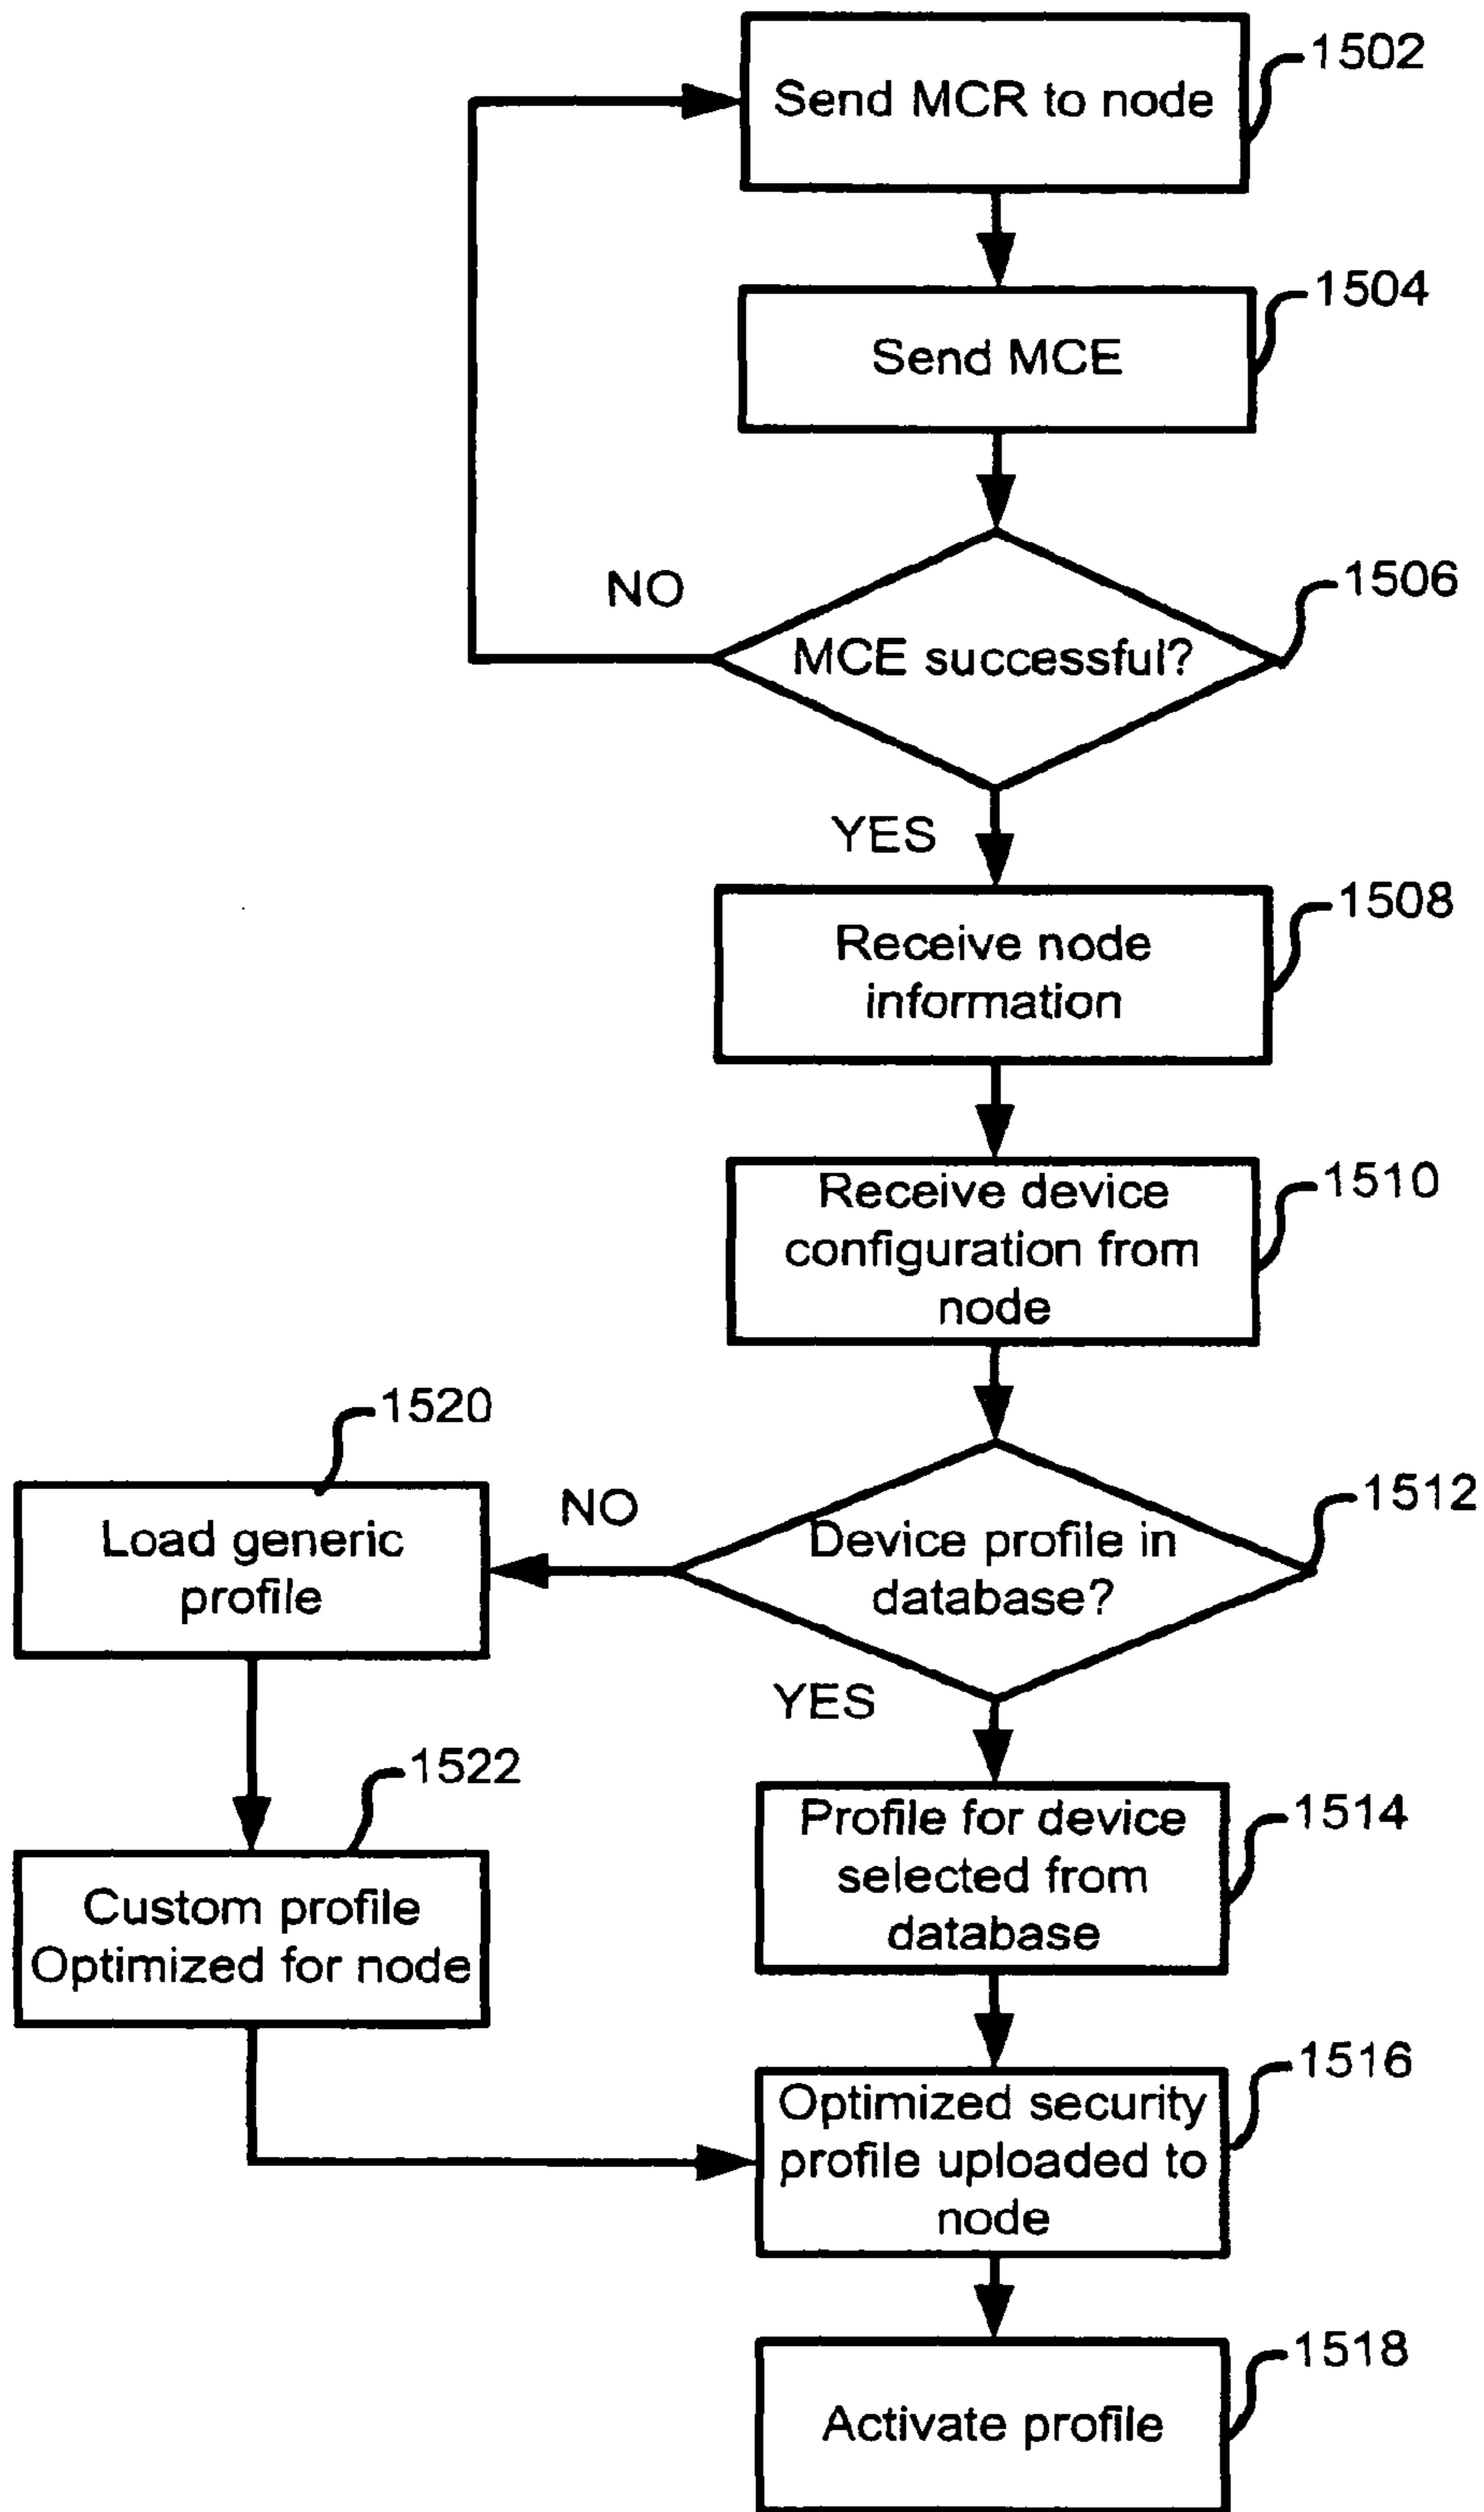 1502
Send MCR to node
1504
Send MCE
NO
1506
MCE successful?
YES
1508
Receive node
information
1510
Receive device
configuration from
node
1520
1512
NO
Load generic
profile
Device profile in
database?
YES
1522
1514
Profile for device
selected from
database
Custom profile
Optimized for node
1516
Optimized security
profile uploaded to
node
1518
Activate profile